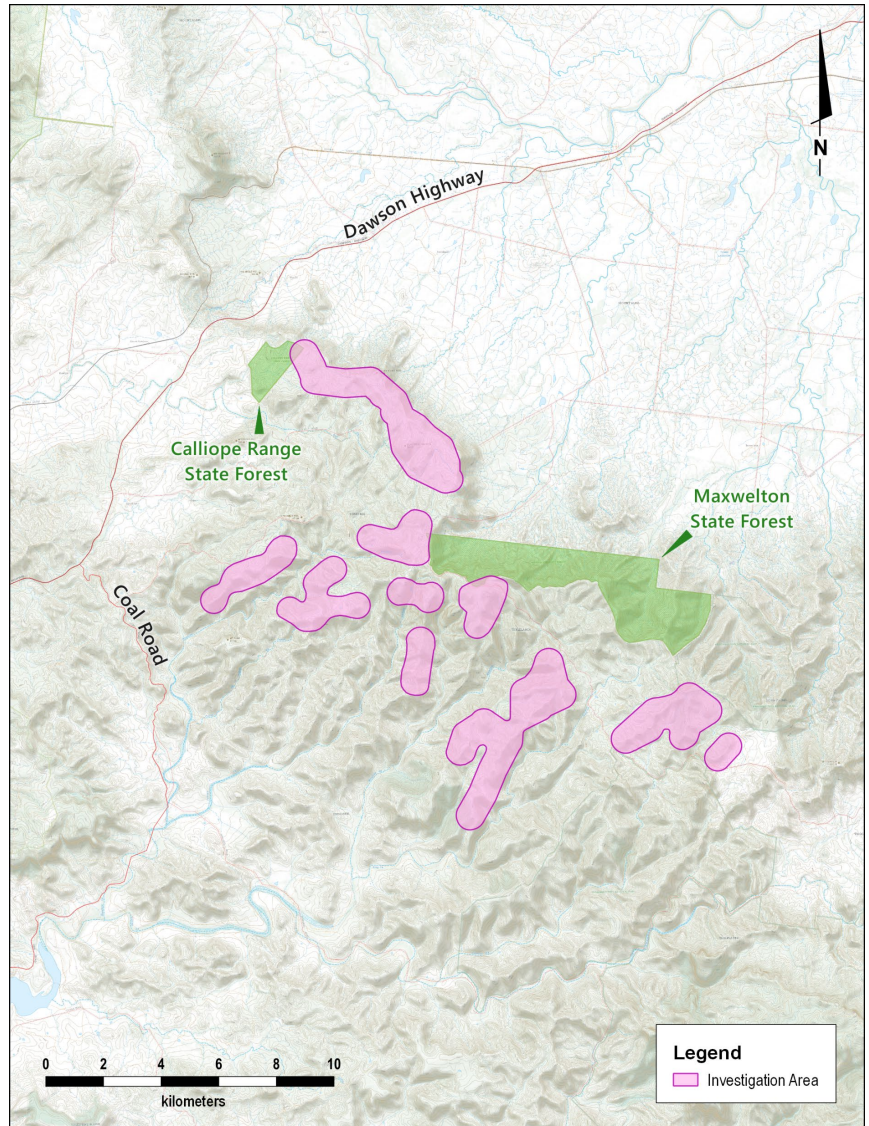 N
Dawson Highway
Calliope Range
State Forest
Maxwelton
State Forest
Coal Road
0 2 4 6 8 10
kilometers
Legend
Investigation Area